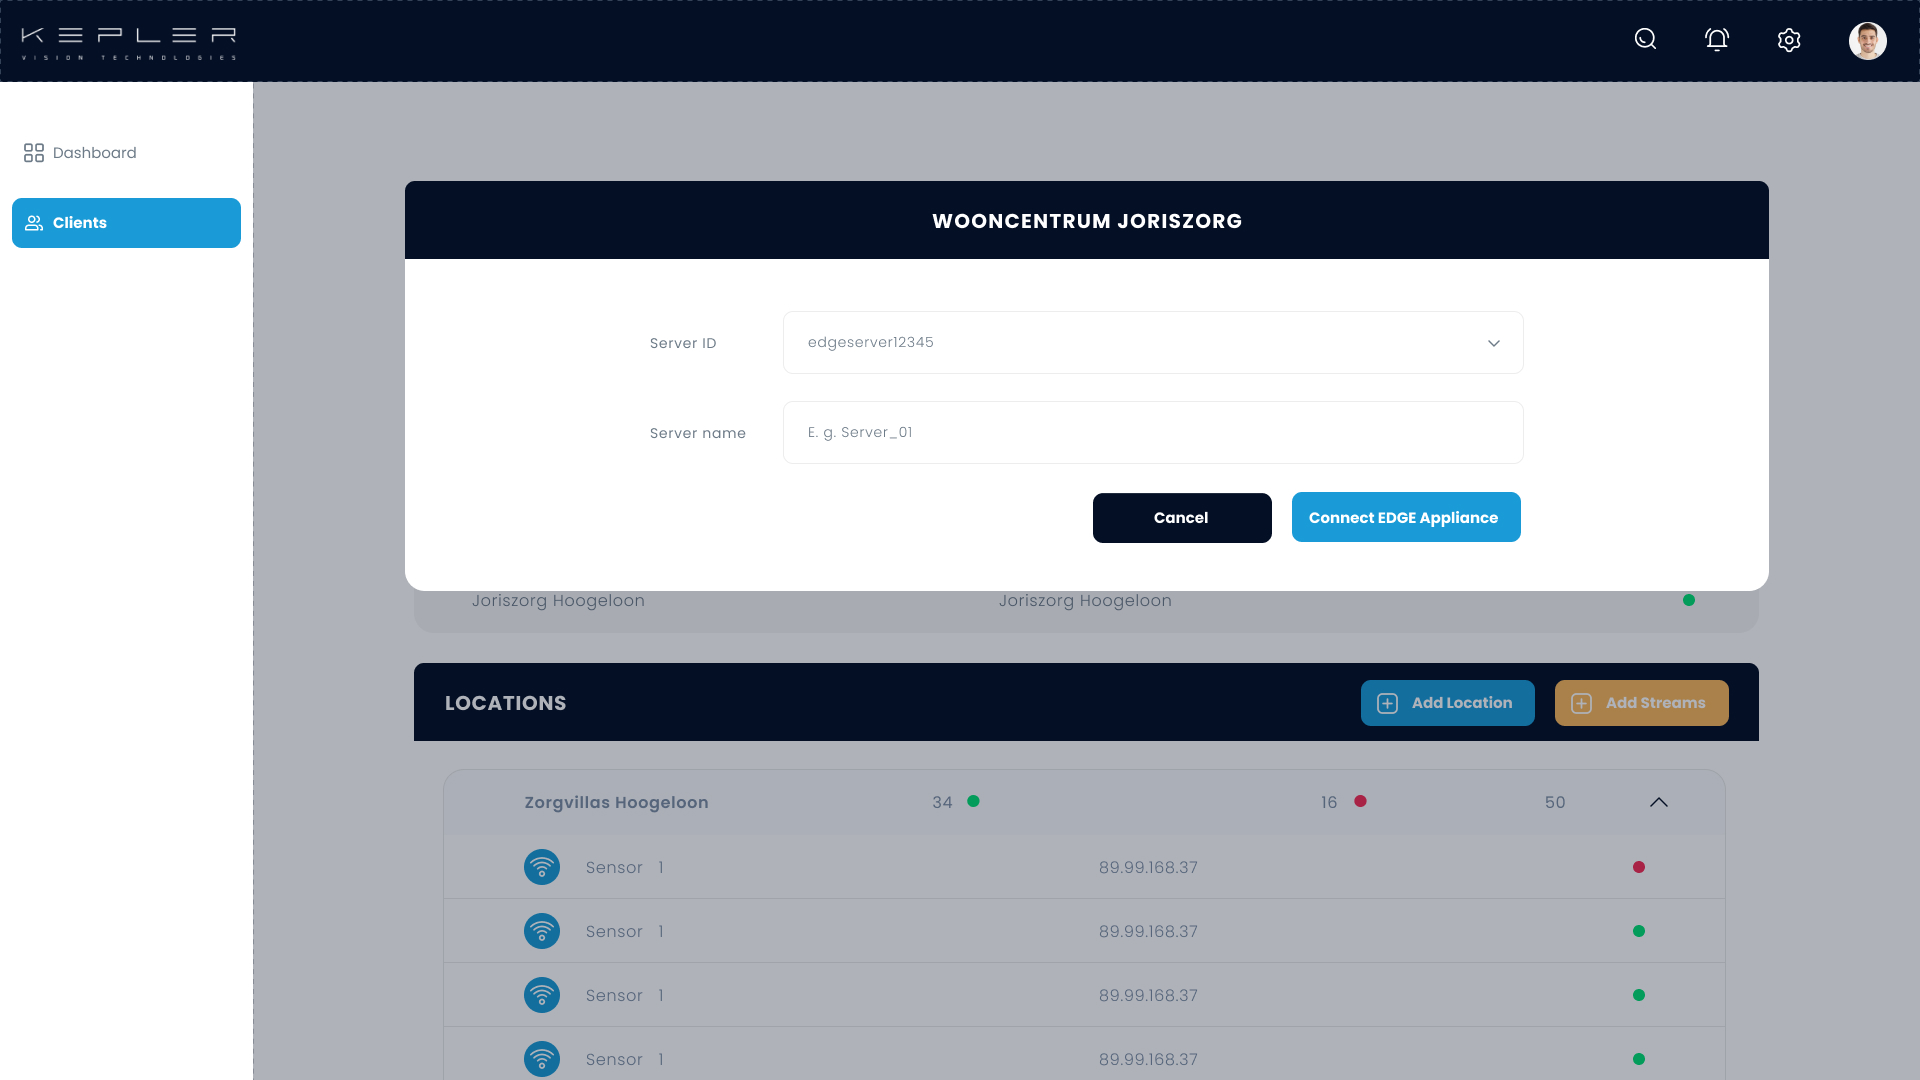 KEPLER
VISION TECHNOLOGIES
Dashboard
Clients
WOONCENTRUM JORISZORG
Server ID
edgeserver12345
Server name
E. g. Server_01
Cancel
Connect EDGE Appliance
Joriszorg Hoogeloon Joriszorg Hoogeloon
LOCATIONS
Add Location
Add Streams
Zorgvillas Hoogeloon 34 16 50
Sensor 1 89.99.168.37
Sensor 1 89.99.168.37
Sensor 1 89.99.168.37
Sensor 1 89.99.168.37